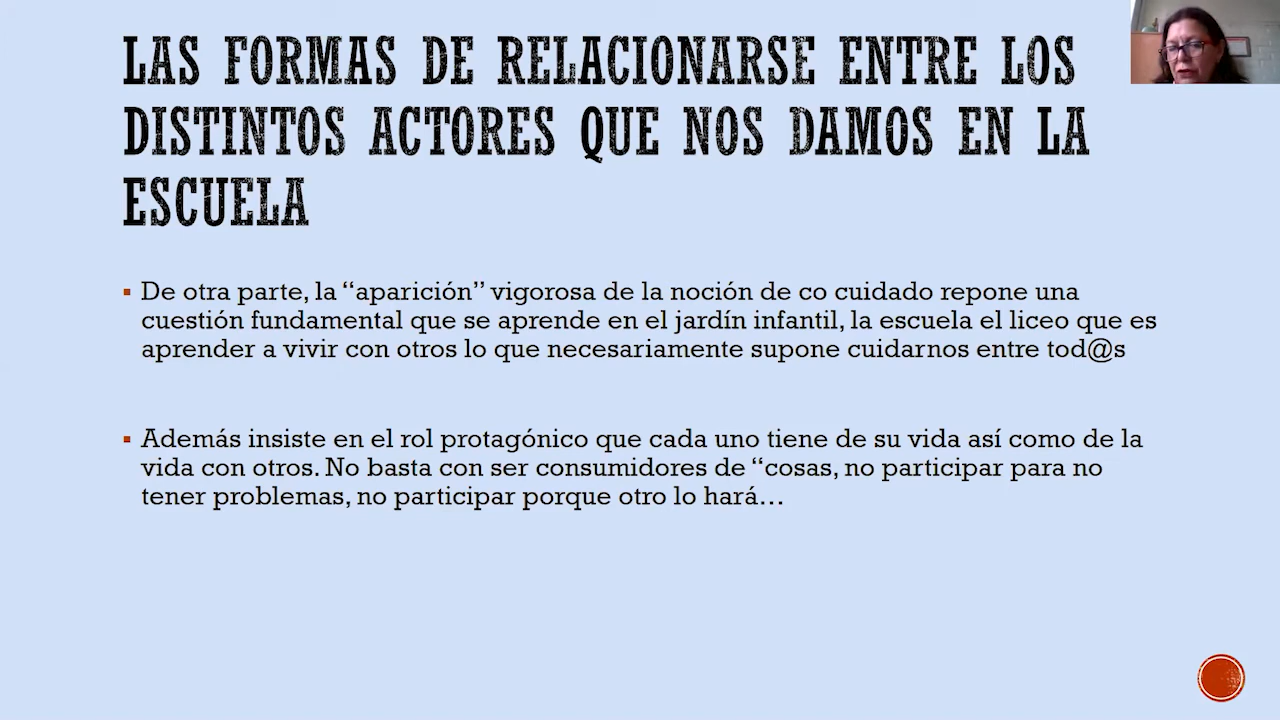 LAS FORMAS DE RELACIONARSE ENTRE LOS
DISTINTOS ACTORES QUE NOS DAMOS EN LA
ESCUELA
▪ De otra parte, la “aparición” vigorosa de la noción de co cuidado repone una
cuestión fundamental que se aprende en el jardín infantil, la escuela el liceo que es
aprender a vivir con otros lo que necesariamente supone cuidarnos entre tod@s
▪ Además insiste en el rol protagónico que cada uno tiene de su vida así como de la
vida con otros. No basta con ser consumidores de “cosas, no participar para no
tener problemas, no participar porque otro lo hará…